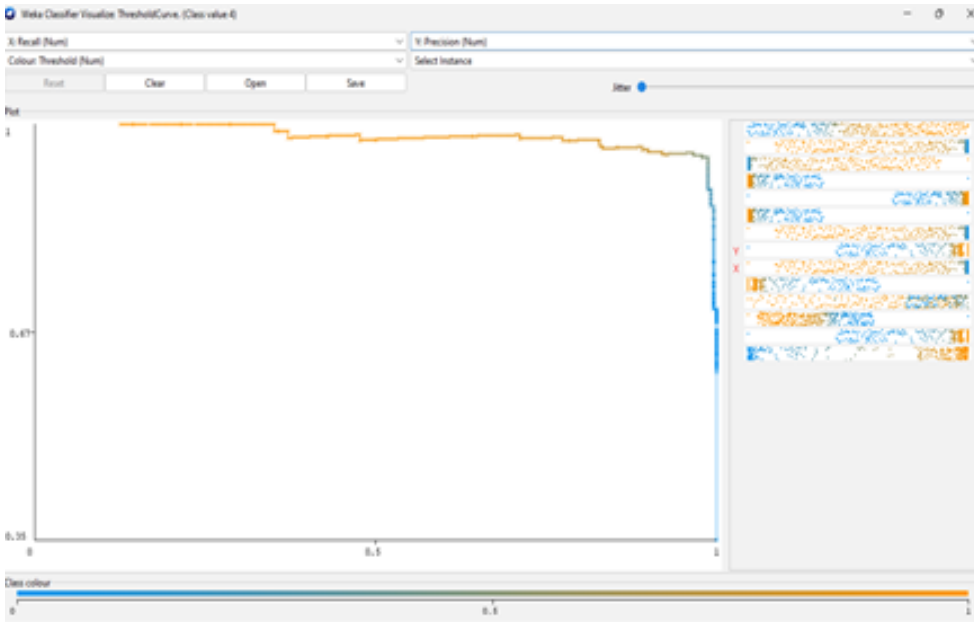 Weka Classifier Visualize: ThresholdCurve. (Class value 4)
X: Recall (Num)
Y: Precision (Num)
Colour: Threshold (Num)
Select Instance
Reset
Clear
Open
Save
Jitter
Plot
1
0.67
0.35
0
0.5
1
Y
X
Class colour
0
0.5
1